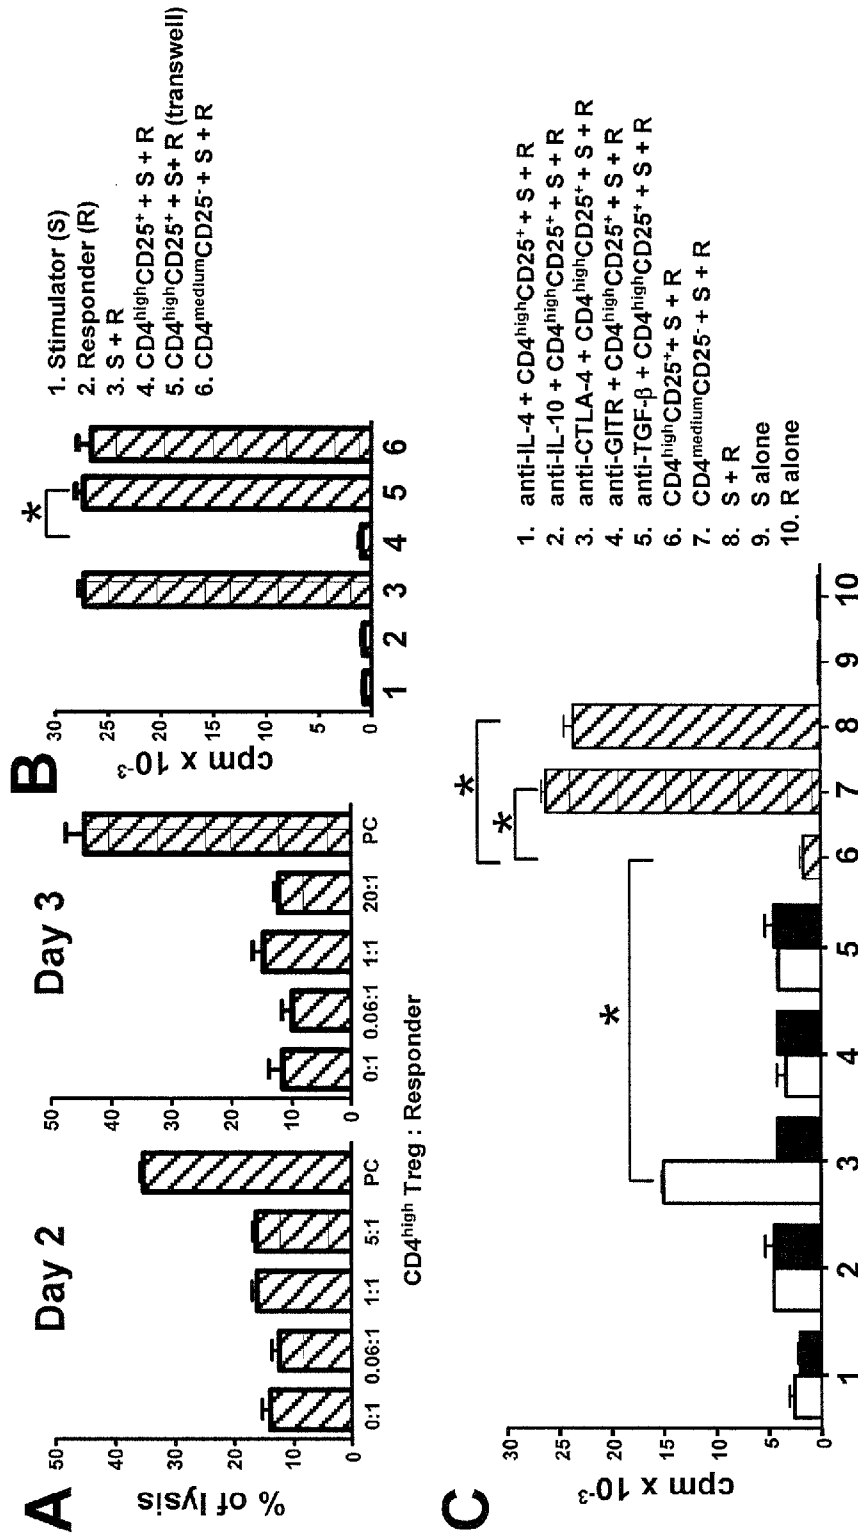 A
Day 2
Day 3
% of lysis
50
40
30
20
10
0
0:1 0.06:1 1:1 5:1 PC
50
40
30
20
10
0
0:1 0.06:1 1:1 20:1 PC
CD4high Treg : Responder
B
cpm x 10-3
30
25
20
15
10
5
0
*
1 2 3 4 5 6
1. Stimulator (S)
2. Responder (R)
3. S + R
4. CD4highCD25+ + S + R
5. CD4highCD25+ + S+ R (transwell)
6. CD4mediumCD25- + S + R
C
cpm x 10-3
30
25
20
15
10
5
0
*
*
*
1 2 3 4 5 6 7 8 9 10
1. anti-IL-4 + CD4highCD25+ + S + R
2. anti-IL-10 + CD4highCD25+ + S + R
3. anti-CTLA-4 + CD4highCD25+ + S + R
4. anti-GITR + CD4highCD25+ + S + R
5. anti-TGF-β + CD4highCD25+ + S + R
6. CD4highCD25++ S + R
7. CD4mediumCD25- + S + R
8. S + R
9. S alone
10. R alone